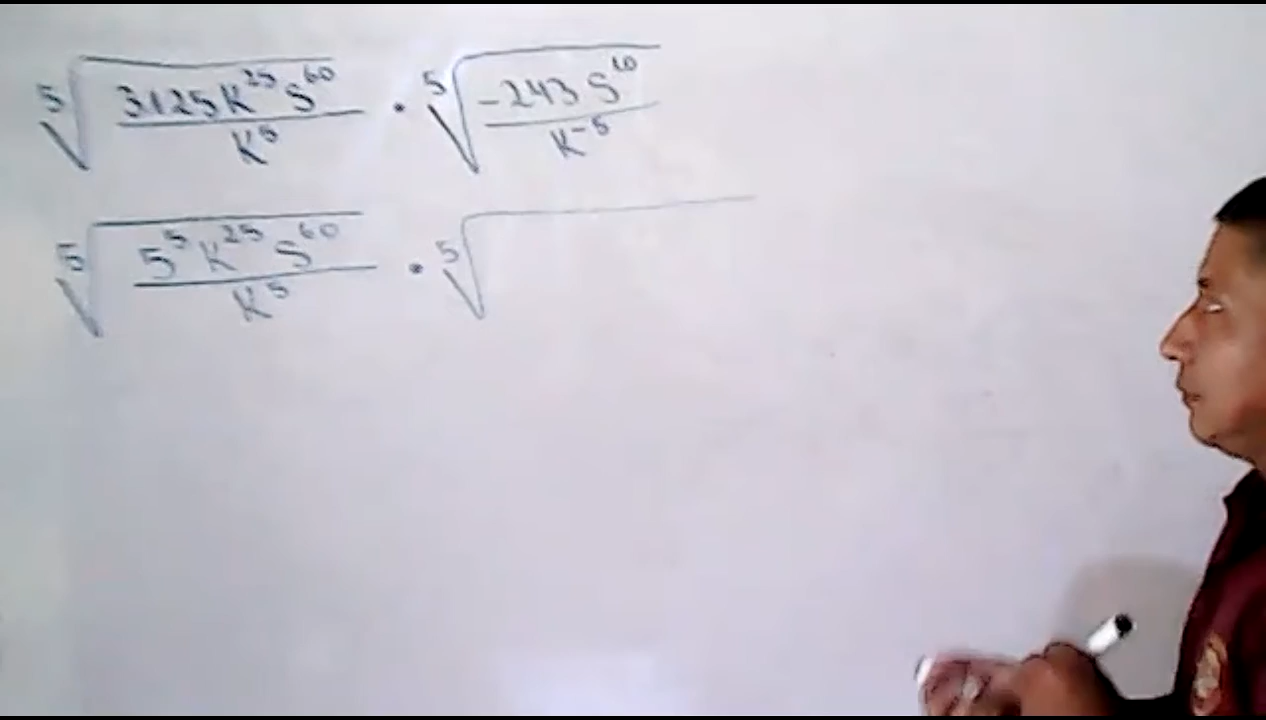 ⁵√(3125K²⁵S⁶⁰ / K⁵) · ⁵√(-243S¹⁰ / K⁻⁵)
⁵√(5⁵K²⁵S⁶⁰ / K⁵) · ⁵√